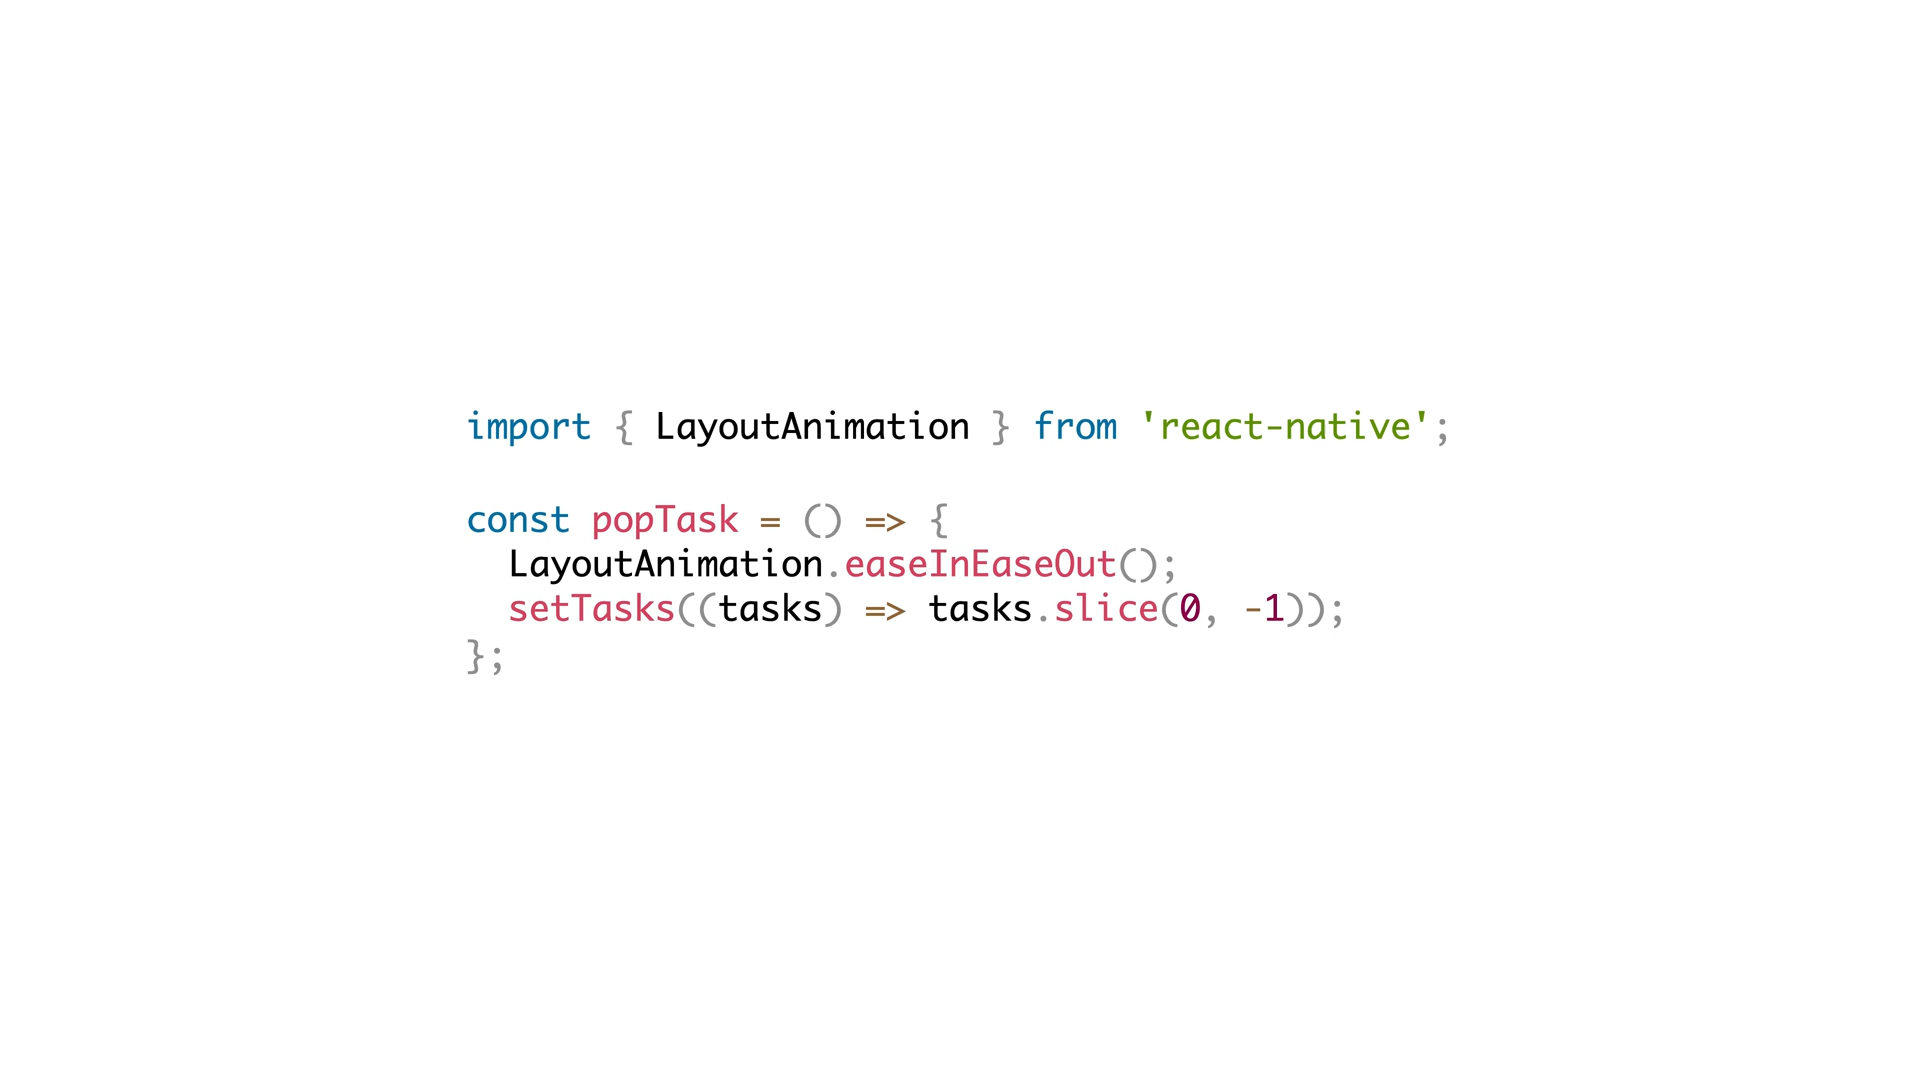 import { LayoutAnimation } from 'react-native';
const popTask = () => {
  LayoutAnimation.easeInEaseOut();
  setTasks((tasks) => tasks.slice(0, -1));
};